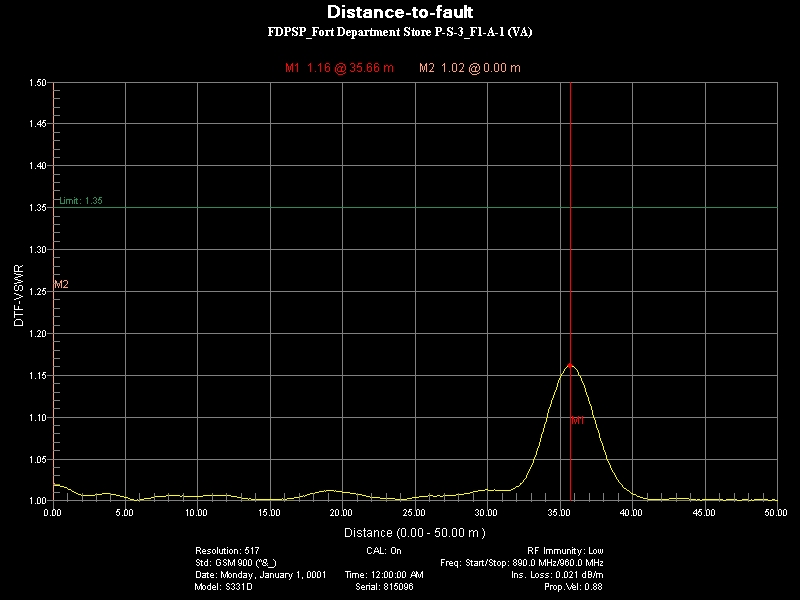 Distance-to-fault
FDPSP_Fort Department Store P-S-3_F1-A-1 (VA)
M1 1.16 @ 35.66 m M2 1.02 @ 0.00 m
1.50
1.45
1.40
Limit: 1.35
1.35
1.30
M2
1.25
DTF-VSWR
1.20
1.15
M1
1.10
1.05
1.00
0.00 5.00 10.00 15.00 20.00 25.00 30.00 35.00 40.00 45.00 50.00
Distance (0.00 - 50.00 m )
Resolution: 517 CAL: On RF Immunity: Low
Std: GSM 900 (^&_) Freq: Start/Stop: 890.0 MHz/960.0 MHz
Date: Monday, January 1, 0001 Time: 12:00:00 AM Ins. Loss: 0.021 dB/m
Model: S331D Serial: 815096 Prop.Vel: 0.88